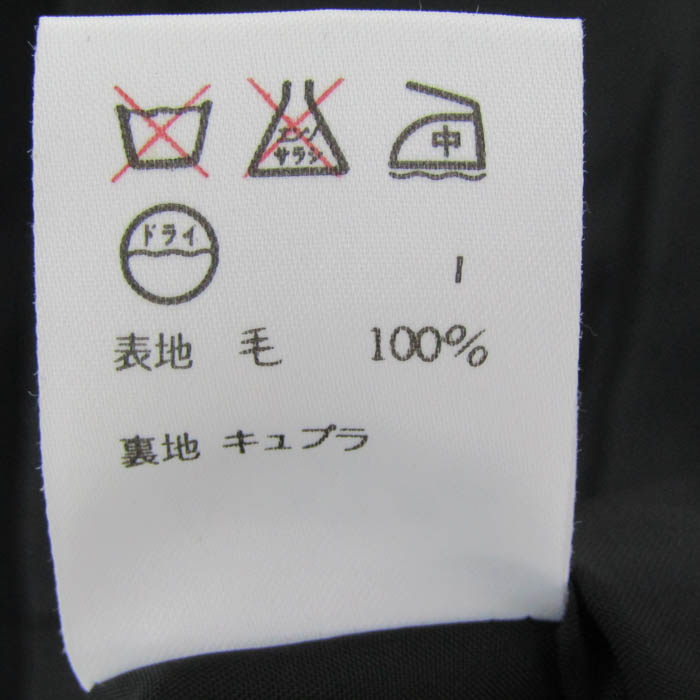 エンソ
サラシ
中
ドライ
1
表地 毛 100%
裏地 キュプラ